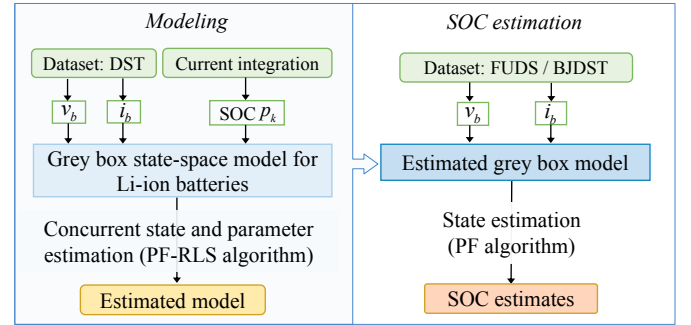 Modeling
Dataset: DST
Current integration
v_b
i_b
SOC p_k
Grey box state-space model for
Li-ion batteries
Concurrent state and parameter
estimation (PF-RLS algorithm)
Estimated model
SOC estimation
Dataset: FUDS / BJDST
v_b
i_b
Estimated grey box model
State estimation
(PF algorithm)
SOC estimates